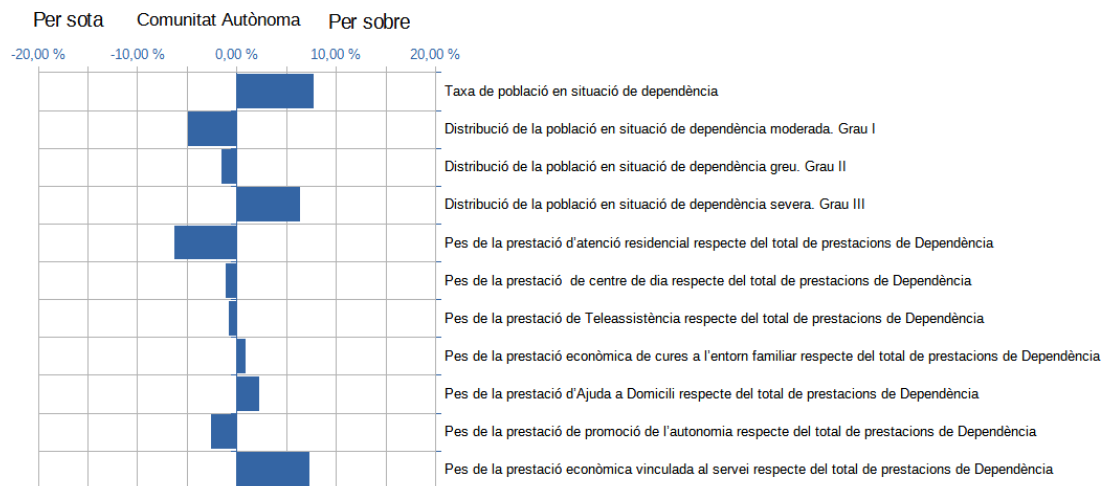 Per sota Comunitat Autònoma Per sobre
-20,00 % -10,00 % 0,00 % 10,00 % 20,00 %
Taxa de població en situació de dependència
Distribució de la població en situació de dependència moderada. Grau I
Distribució de la població en situació de dependència greu. Grau II
Distribució de la població en situació de dependència severa. Grau III
Pes de la prestació d’atenció residencial respecte del total de prestacions de Dependència
Pes de la prestació  de centre de dia respecte del total de prestacions de Dependència
Pes de la prestació de Teleassistència respecte del total de prestacions de Dependència
Pes de la prestació econòmica de cures a l’entorn familiar respecte del total de prestacions de Dependència
Pes de la prestació d’Ajuda a Domicili respecte del total de prestacions de Dependència
Pes de la prestació de promoció de l’autonomia respecte del total de prestacions de Dependència
Pes de la prestació econòmica vinculada al servei respecte del total de prestacions de Dependència